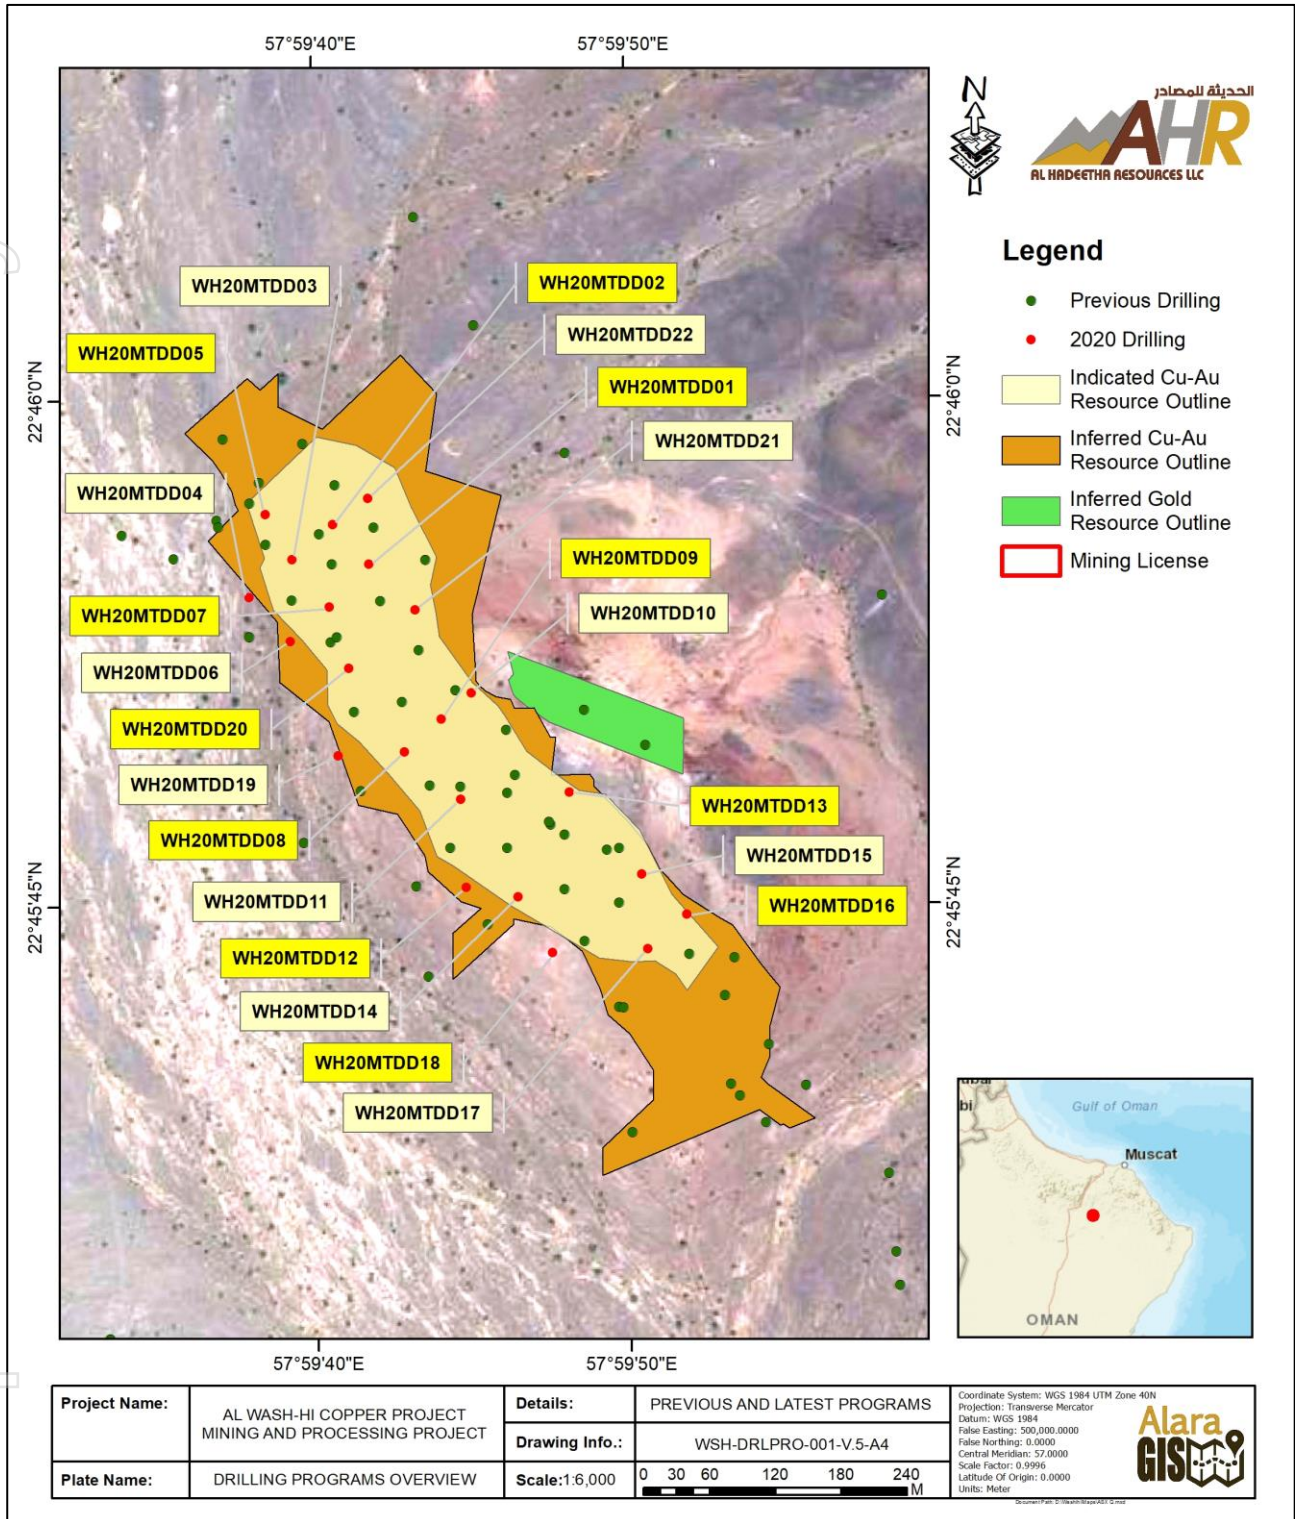 57°59'40"E
57°59'50"E
N
الحديثة للمصادر
AHR
AL HADEETHA RESOURCES LLC
Legend
Previous Drilling
2020 Drilling
Indicated Cu-Au
Resource Outline
Inferred Cu-Au
Resource Outline
Inferred Gold
Resource Outline
Mining License
WH20MTDD03
WH20MTDD02
WH20MTDD22
WH20MTDD05
WH20MTDD01
22°46'0"N
22°46'0"N
WH20MTDD21
WH20MTDD04
WH20MTDD09
WH20MTDD07
WH20MTDD10
WH20MTDD06
WH20MTDD20
WH20MTDD19
WH20MTDD13
WH20MTDD08
WH20MTDD15
WH20MTDD11
WH20MTDD16
22°45'45"N
22°45'45"N
WH20MTDD12
WH20MTDD14
WH20MTDD18
WH20MTDD17
Gulf of Oman
Muscat
OMAN
bi
57°59'40"E
57°59'50"E
Project Name:
AL WASH-HI COPPER PROJECT
MINING AND PROCESSING PROJECT
Details:
PREVIOUS AND LATEST PROGRAMS
Drawing Info.:
WSH-DRLPRO-001-V.5-A4
Plate Name:
DRILLING PROGRAMS OVERVIEW
Scale:1:6,000
0 30 60 120 180 240
M
Coordinate System: WGS 1984 UTM Zone 40N
Projection: Transverse Mercator
Datum: WGS 1984
False Easting: 500,000.0000
False Northing: 0.0000
Central Meridian: 57.0000
Scale Factor: 0.9996
Latitude Of Origin: 0.0000
Units: Meter
Alara
GIS